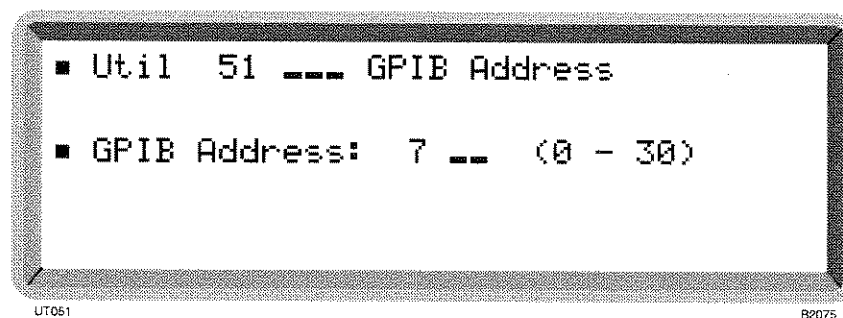 ▪ Util 51 ___ GPIB Address
▪ GPIB Address: 7 __ (0 - 30)
UT051 B2075